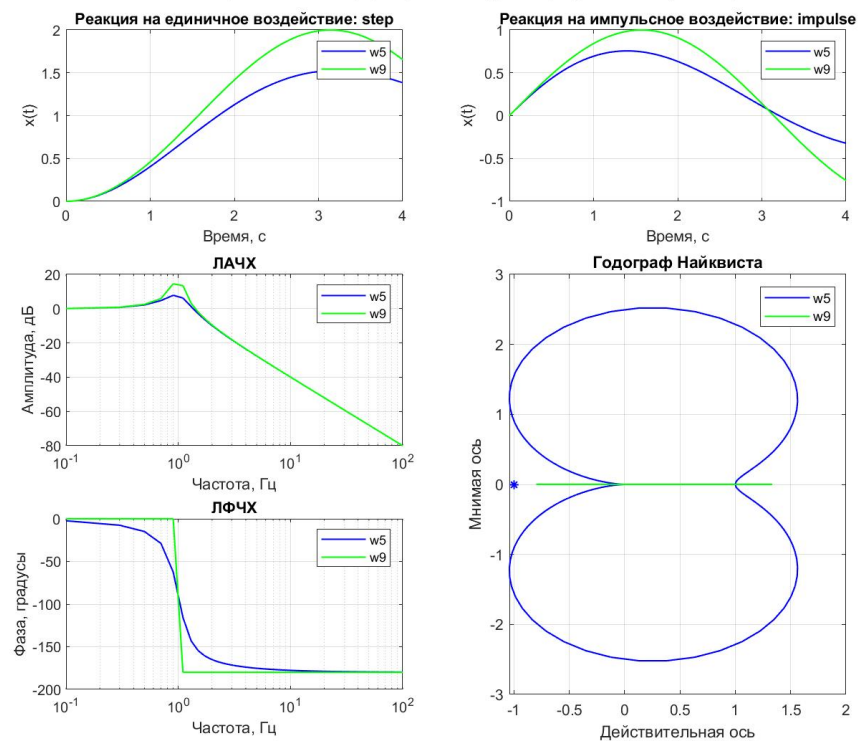 Реакция на единичное воздействие: step
2
1.5
1
0.5
0
x(t)
w5
w9
0
1
2
3
4
Время, с
Реакция на импульсное воздействие: impulse
1
0.5
0
-0.5
-1
x(t)
w5
w9
0
1
2
3
4
Время, с
ЛАЧХ
20
0
-20
-40
-60
-80
Амплитуда, дБ
w5
w9
10-1
100
101
102
Частота, Гц
ЛФЧХ
0
-50
-100
-150
-200
Фаза, градусы
w5
w9
10-1
100
101
102
Частота, Гц
Годограф Найквиста
3
2
1
0
-1
-2
-3
Мнимая ось
w5
w9
-1
-0.5
0
0.5
1
1.5
2
Действительная ось